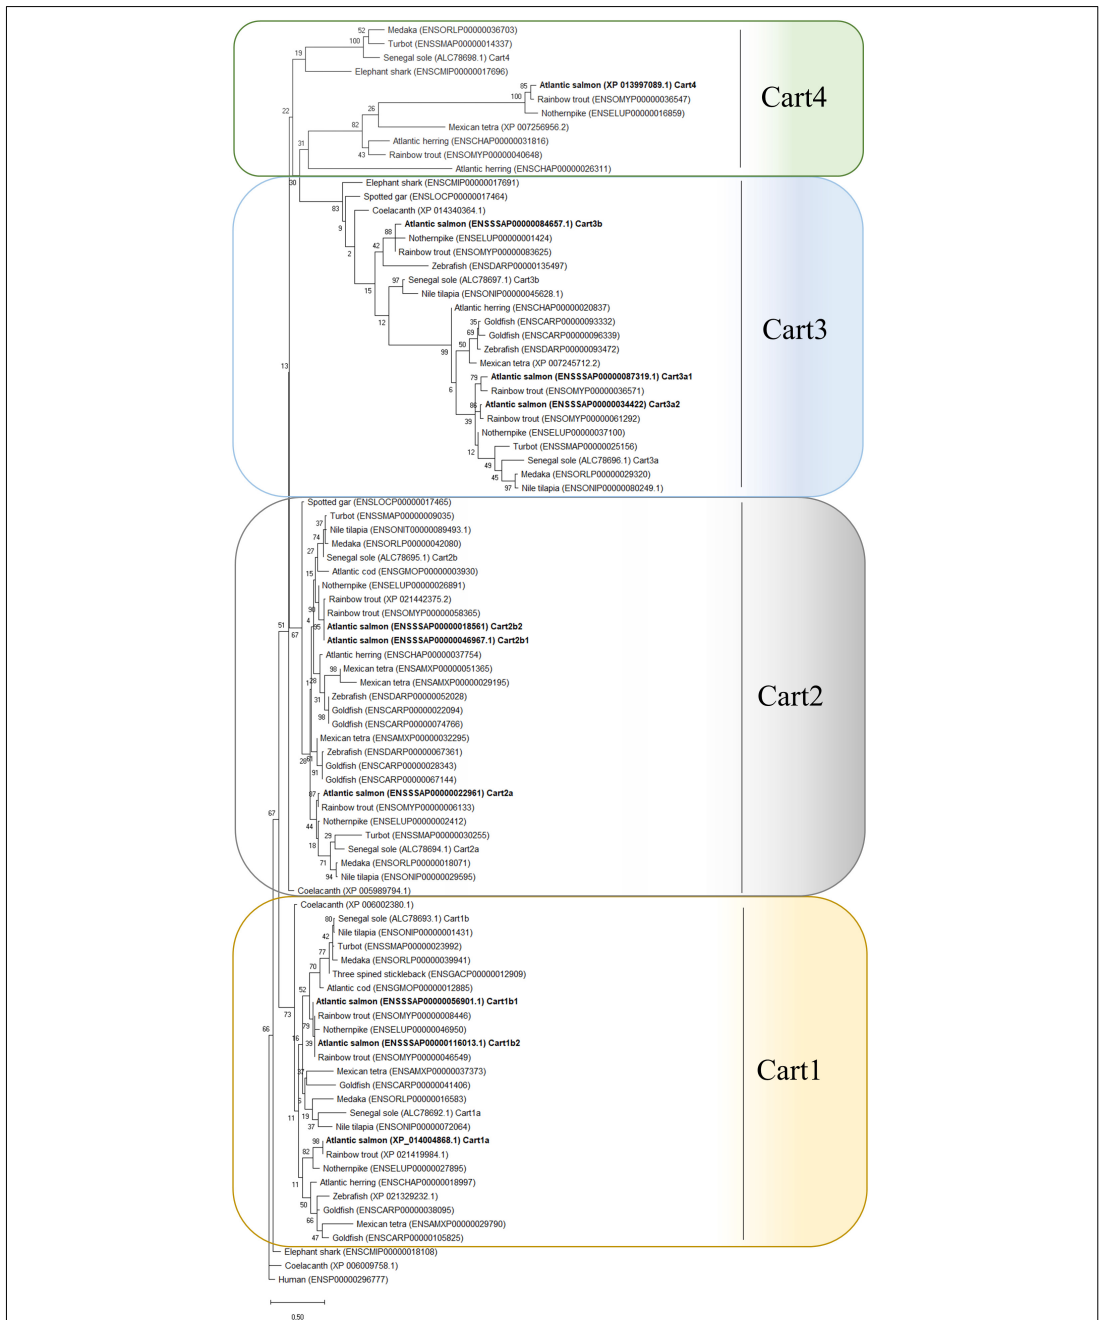 Medaka (ENSORLP00000036703)
52
100
Turbot (ENSSMAP00000014337)
19
Senegal sole (ALC78698.1) Cart4
Elephant shark (ENSCMIP00000017696)
85
Atlantic salmon (XP 013997089.1) Cart4
Cart4
100
Rainbow trout (ENSOMYP00000036547)
22
26
Nothernpike (ENSELUP00000016859)
82
Mexican tetra (XP 007256956.2)
31
Atlantic herring (ENSCHAP00000031816)
43
Rainbow trout (ENSOMYP00000040648)
Atlantic herring (ENSCHAP00000026311)
30
Elephant shark (ENSCMIP00000017691)
83
Spotted gar (ENSLOCP00000017464)
9
Coelacanth (XP 014340364.1)
Atlantic salmon (ENSSSAP00000084657.1) Cart3b
88
2
42
Nothernpike (ENSELUP00000001424)
Rainbow trout (ENSOMYP00000083625)
Zebrafish (ENSDARP00000135497)
15
97
Senegal sole (ALC78697.1) Cart3b
Nile tilapia (ENSONIP00000045628.1)
12
Atlantic herring (ENSCHAP00000020837)
35
Goldfish (ENSCARP00000093332)
69
Goldfish (ENSCARP00000096339)
Cart3
50
Zebrafish (ENSDARP00000093472)
99
Mexican tetra (XP 007245712.2)
13
79
Atlantic salmon (ENSSSAP00000087319.1) Cart3a1
6
Rainbow trout (ENSOMYP00000036571)
86
Atlantic salmon (ENSSSAP00000034422) Cart3a2
39
Rainbow trout (ENSOMYP00000061292)
Nothernpike (ENSELUP00000037100)
12
Turbot (ENSSMAP00000025156)
49
Senegal sole (ALC78696.1) Cart3a
45
Medaka (ENSORLP00000029320)
97
Nile tilapia (ENSONIP00000080249.1)
Spotted gar (ENSLOCP00000017465)
37
Turbot (ENSSMAP00000009035)
74
Nile tilapia (ENSONIT00000089493.1)
27
Medaka (ENSORLP00000042080)
Senegal sole (ALC78695.1) Cart2b
15
Atlantic cod (ENSGMOP00000003930)
Nothernpike (ENSELUP00000026891)
90
Rainbow trout (XP 021442375.2)
4
Rainbow trout (ENSOMYP00000058365)
51
67
95
Atlantic salmon (ENSSSAP00000018561) Cart2b2
Atlantic salmon (ENSSSAP00000046967.1) Cart2b1
Atlantic herring (ENSCHAP00000037754)
98
Mexican tetra (ENSAMXP00000051365)
1
28
Mexican tetra (ENSAMXP00000029195)
31
Zebrafish (ENSDARP00000052028)
Cart2
98
Goldfish (ENSCARP00000022094)
Goldfish (ENSCARP00000074766)
Mexican tetra (ENSAMXP00000032295)
28
61
Zebrafish (ENSDARP00000067361)
91
Goldfish (ENSCARP00000028343)
Goldfish (ENSCARP00000067144)
87
Atlantic salmon (ENSSSAP00000022961) Cart2a
Rainbow trout (ENSOMYP00000006133)
67
44
Nothernpike (ENSELUP00000002412)
29
Turbot (ENSSMAP00000030255)
18
Senegal sole (ALC78694.1) Cart2a
71
Medaka (ENSORLP00000018071)
94
Nile tilapia (ENSONIP00000029595)
Coelacanth (XP 005989794.1)
Coelacanth (XP 006002380.1)
80
Senegal sole (ALC78693.1) Cart1b
42
Nile tilapia (ENSONIP00000001431)
77
Turbot (ENSSMAP00000023992)
Medaka (ENSORLP00000039941)
70
Three spined stickleback (ENSGACP00000012909)
52
Atlantic cod (ENSGMOP00000012885)
Atlantic salmon (ENSSSAP00000056901.1) Cart1b1
73
79
Rainbow trout (ENSOMYP00000008446)
66
Nothernpike (ENSELUP00000046950)
16
39
Atlantic salmon (ENSSSAP00000116013.1) Cart1b2
Rainbow trout (ENSOMYP00000046549)
37
Mexican tetra (ENSAMXP00000037373)
Cart1
Goldfish (ENSCARP00000041406)
5
Medaka (ENSORLP00000016583)
11
19
Senegal sole (ALC78692.1) Cart1a
37
Nile tilapia (ENSONIP00000072064)
98
Atlantic salmon (XP_014004868.1) Cart1a
82
Rainbow trout (XP 021419984.1)
Nothernpike (ENSELUP00000027895)
11
Atlantic herring (ENSCHAP00000018997)
50
Zebrafish (XP 021329232.1)
Goldfish (ENSCARP00000038095)
66
Mexican tetra (ENSAMXP00000029790)
47
Goldfish (ENSCARP00000105825)
Elephant shark (ENSCMIP00000018108)
Coelacanth (XP 006009758.1)
Human (ENSP00000296777)
0.50